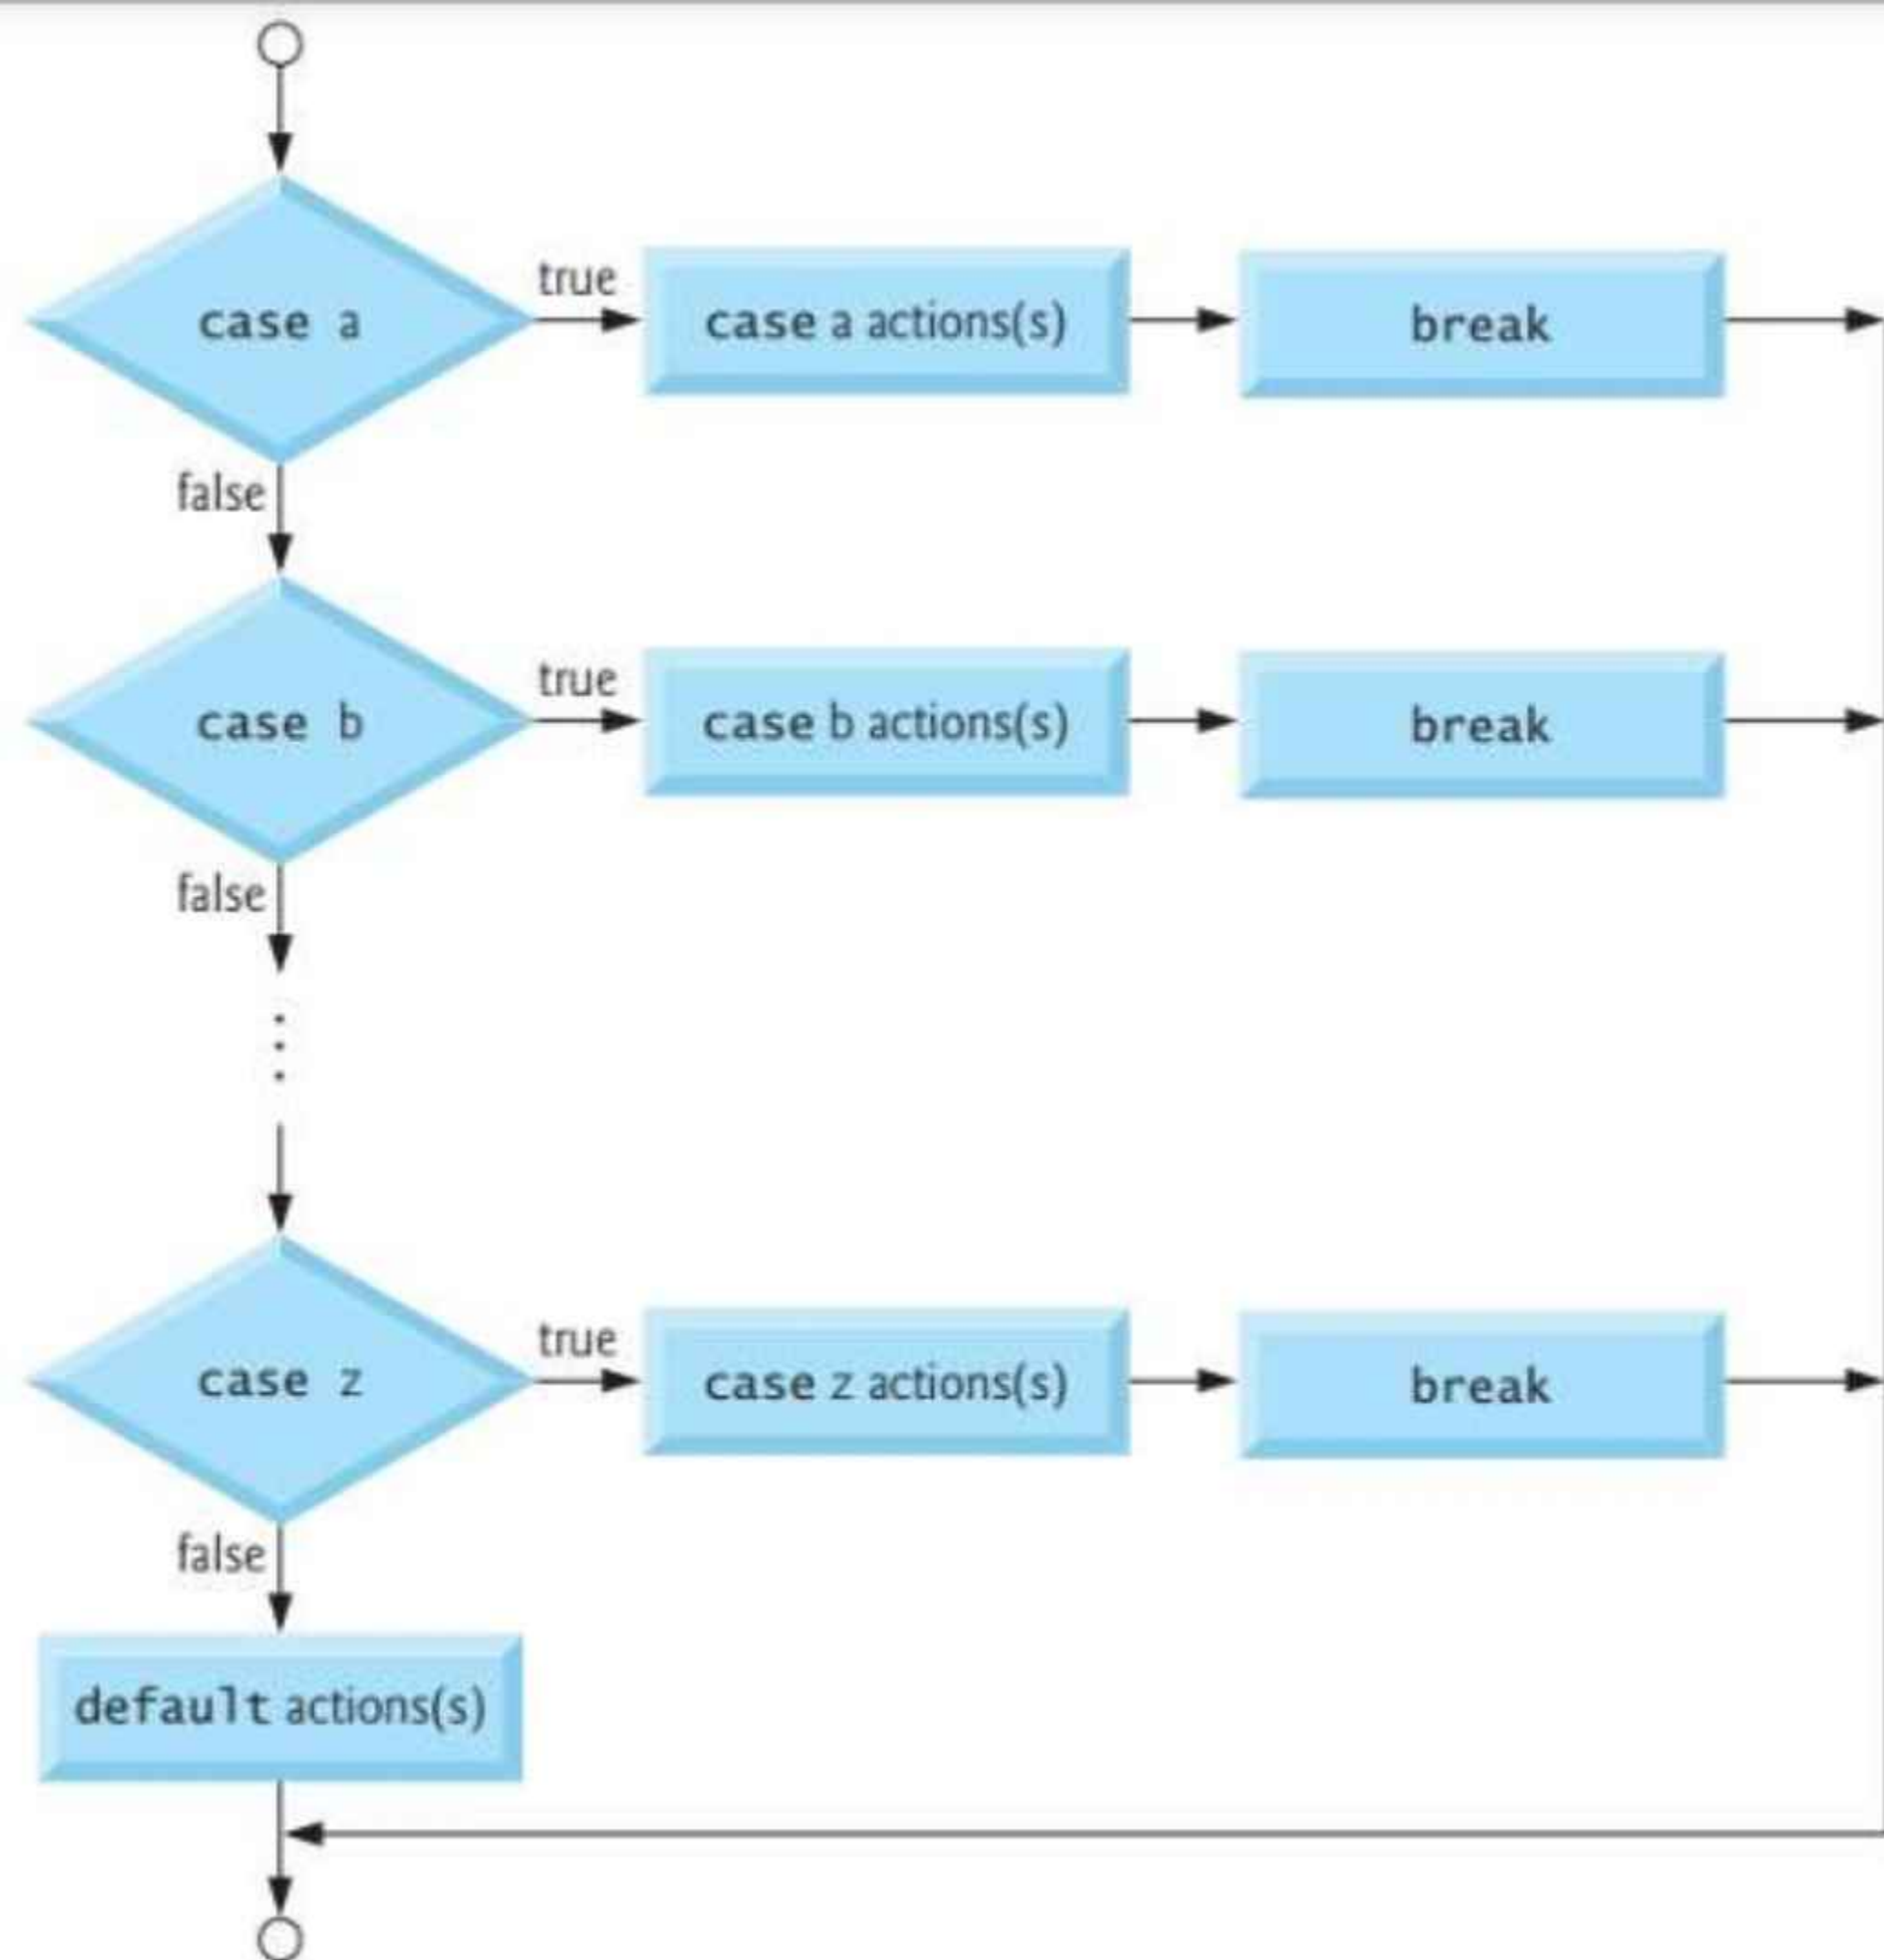 true
case a
case a actions(s)
break
false
true
case b
case b actions(s)
break
false
true
case z
case z actions(s)
break
false
default actions(s)